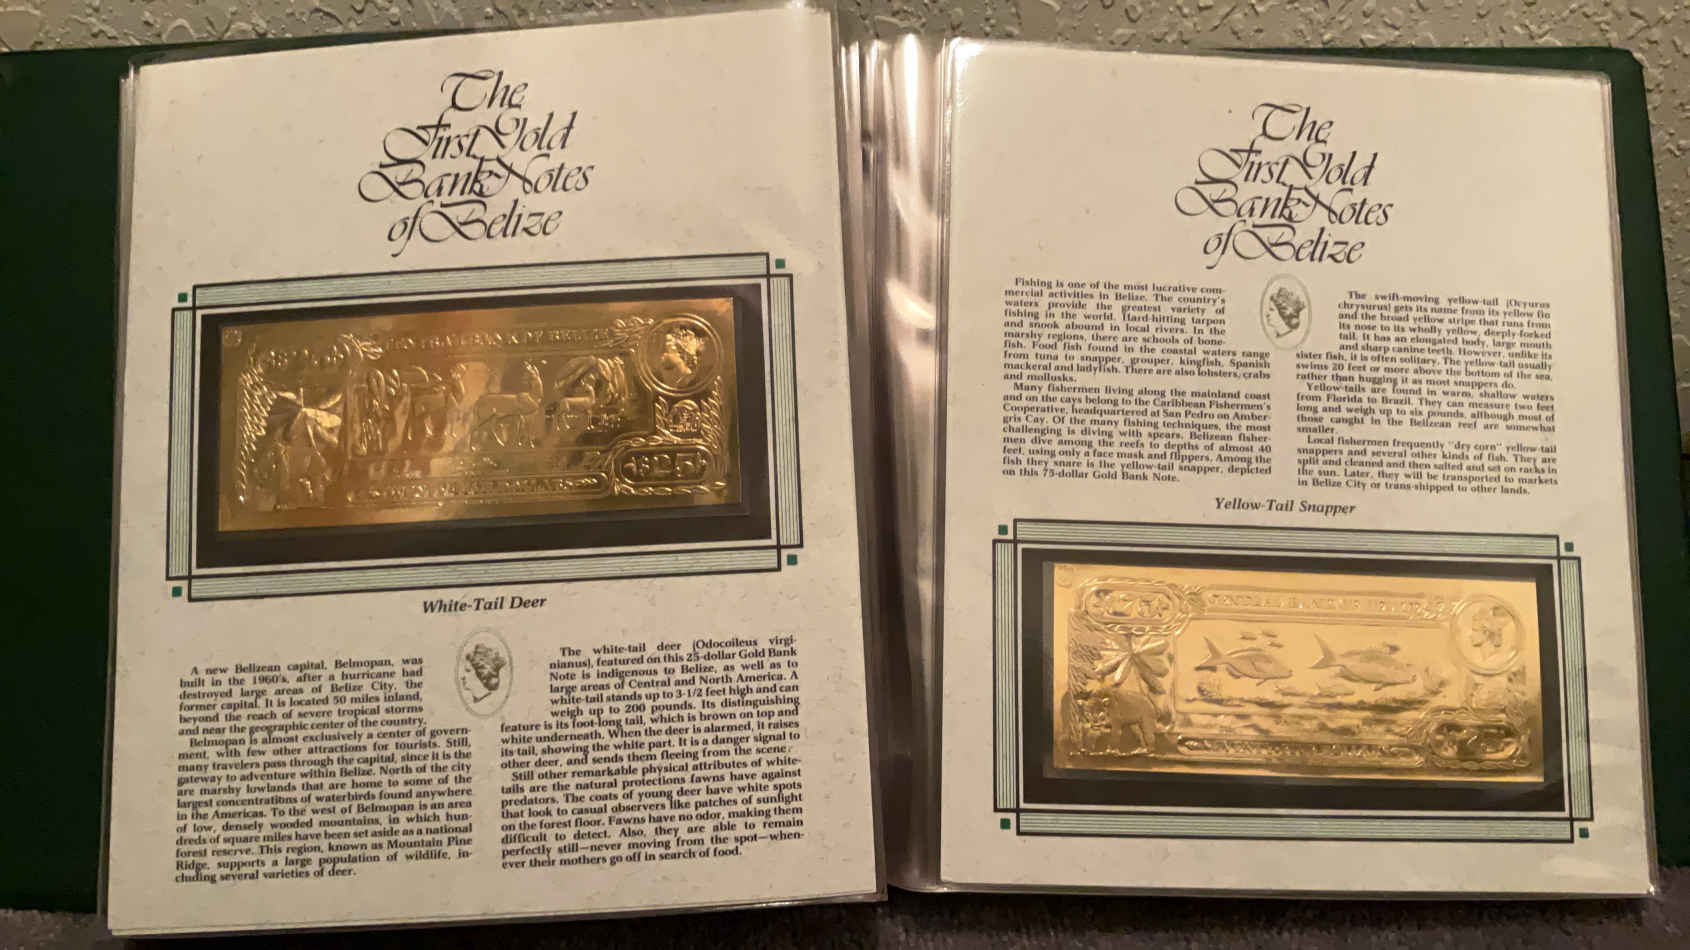 The
First Gold
Bank Notes
of Belize
CENTRAL BANK OF BELIZE
$25
White-Tail Deer
A new Belizean capital, Belmopan, was
built in the 1960's, after a hurricane had
destroyed large areas of Belize City, the
former capital. It is located 50 miles inland,
beyond the reach of severe tropical storms
and near the geographic center of the country.
Belmopan is almost exclusively a center of govern-
ment, with few other attractions for tourists. Still,
many travelers pass through the capital, since it is the
gateway to adventure within Belize. North of the city
are marshy lowlands that are home to some of the
largest concentrations of waterbirds found anywhere
in the Americas. To the west of Belmopan is an area
of low, densely wooded mountains, in which hun-
dreds of square miles have been set aside as a national
forest reserve. This region, known as Mountain Pine
Ridge, supports a large population of wildlife, in-
cluding several varieties of deer.
The white-tail deer (Odocoileus virgi-
nianus), featured on this 25-dollar Gold Bank
Note is indigenous to Belize, as well as to
large areas of Central and North America. A
white-tail stands up to 3-1/2 feet high and can
weigh up to 200 pounds. Its distinguishing
feature is its foot-long tail, which is brown on top and
white underneath. When the deer is alarmed, it raises
its tail, showing the white part. It is a danger signal to
other deer, and sends them fleeing from the scene.
Still other remarkable physical attributes of white-
tails are the natural protections fawns have against
predators. The coats of young deer have white spots
that look to casual observers like patches of sunlight
on the forest floor. Fawns have no odor, making them
difficult to detect. Also, they are able to remain
perfectly still—never moving from the spot—when-
ever their mothers go off in search of food.
The
First Gold
Bank Notes
of Belize
Fishing is one of the most lucrative com-
mercial activities in Belize. The country's
waters provide the greatest variety of
fishing in the world. Hard-hitting tarpon
and snook abound in local rivers. In the
marshy regions, there are schools of bone-
fish. Food fish found in the coastal waters range
from tuna to snapper, grouper, kingfish, Spanish
mackeral and ladyfish. There are also lobsters, crabs
and mollusks.
Many fishermen living along the mainland coast
and on the cays belong to the Caribbean Fishermen's
Cooperative, headquartered at San Pedro on Amber-
gris Cay. Of the many fishing techniques, the most
challenging is diving with spears. Belizean fisher-
men dive among the reefs to depths of almost 40
feet, using only a face mask and flippers. Among the
fish they snare is the yellow-tail snapper, depicted
on this 75-dollar Gold Bank Note.
The swift-moving yellow-tail (Ocyurus
chrysurus) gets its name from its yellow fin
and the broad yellow stripe that runs from
its nose to its wholly yellow, deeply-forked
tail. It has an elongated body, large mouth
and sharp canine teeth. However, unlike its
sister fish, it is often solitary. The yellow-tail usually
swims 20 feet or more above the bottom of the sea,
rather than hugging it as most snappers do.
Yellow-tails are found in warm, shallow waters
from Florida to Brazil. They can measure two feet
long and weigh up to six pounds, although most of
those caught in the Belizean reef are somewhat
smaller.
Local fishermen frequently "dry corn" yellow-tail
snappers and several other kinds of fish. They are
split and cleaned and then salted and set on racks in
the sun. Later, they will be transported to markets
in Belize City or trans-shipped to other lands.
Yellow-Tail Snapper
$75
CENTRAL BANK OF BELIZE